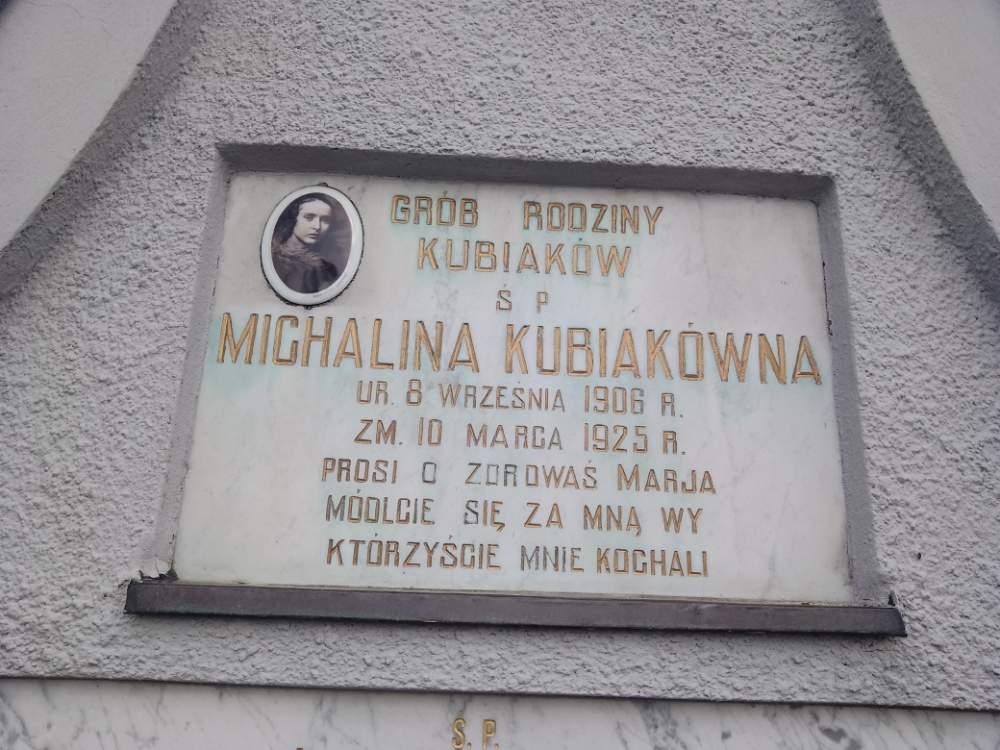 GRÓB RODZINY
KUBIAKÓW
Ś P
MICHALINA KUBIAKÓWNA
UR. 8 WRZEŚNIA 1906 R.
ZM. 10 MARCA 1925 R.
PROSI O ZDROWAŚ MARJA
MÓDLCIE SIĘ ZA MNĄ WY
KTÓRZYŚCIE MNIE KOCHALI
Ś. P.